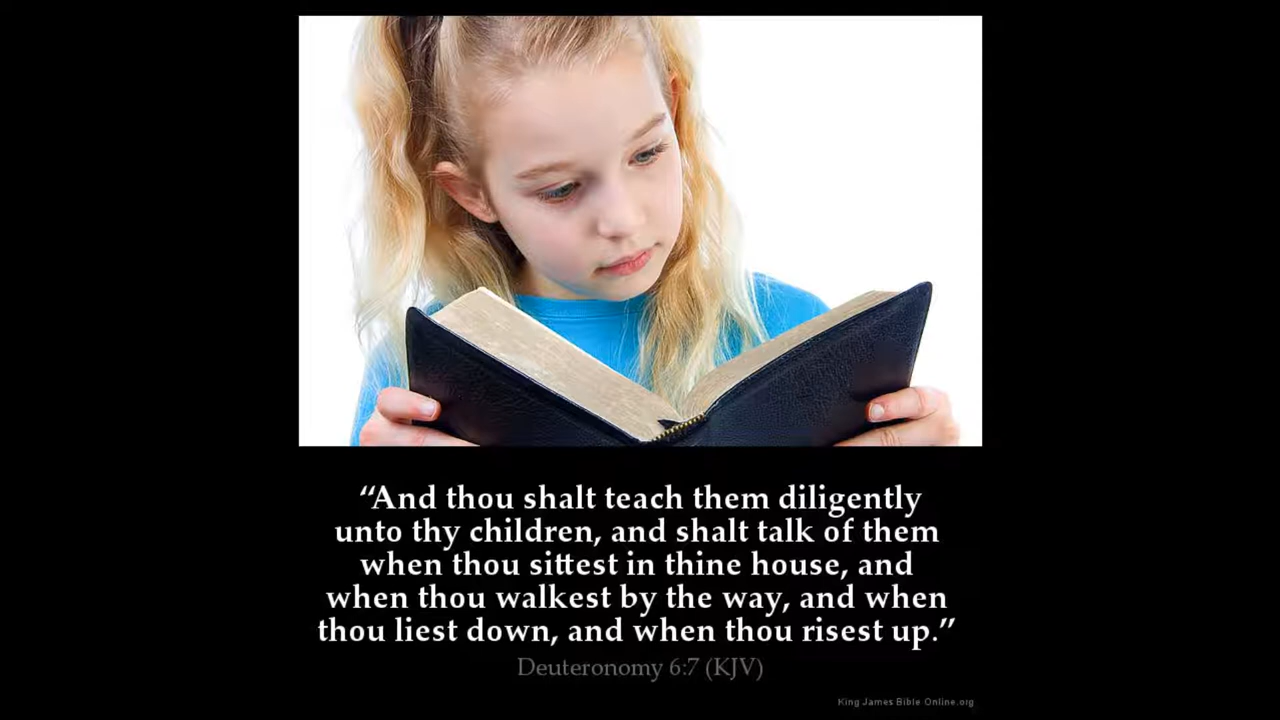 “And thou shalt teach them diligently
unto thy children, and shalt talk of them
when thou sittest in thine house, and
when thou walkest by the way, and when
thou liest down, and when thou risest up.”
Deuteronomy 6:7 (KJV)
King James Bible Online.org